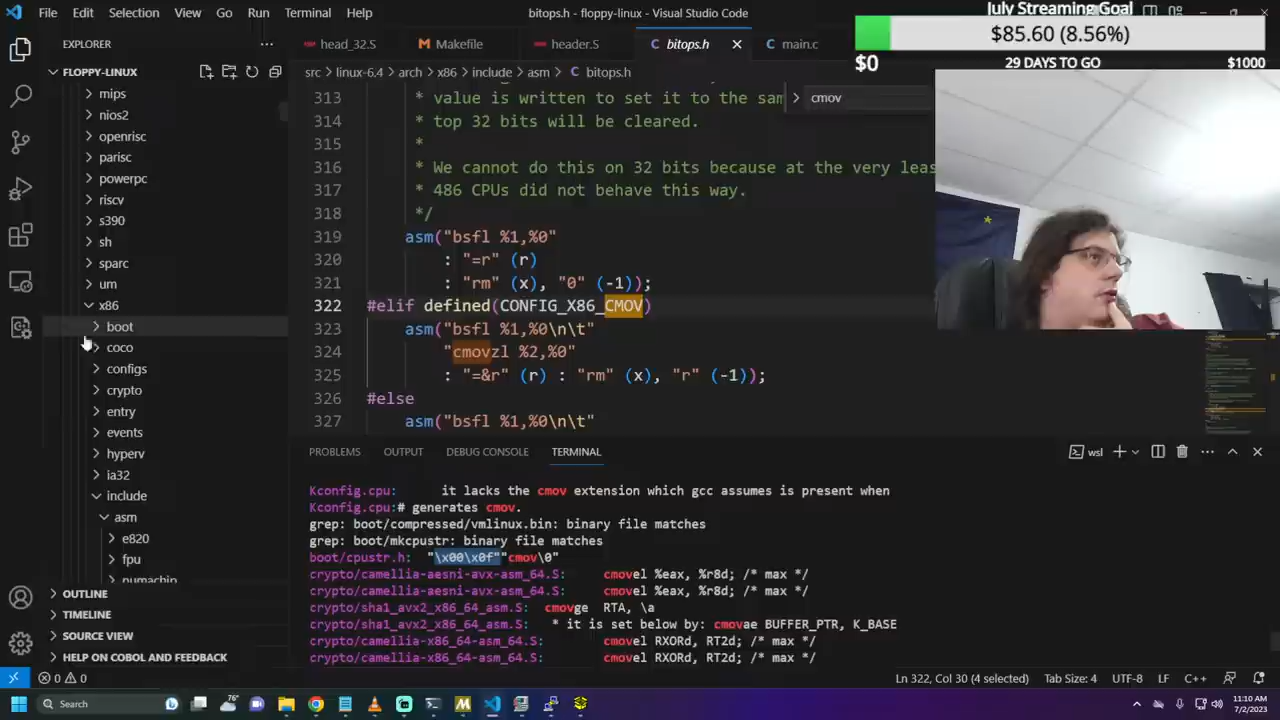 File Edit Selection View Go Run Terminal Help
bitops.h - floppy-linux - Visual Studio Code
July Streaming Goal
$85.60 (8.56%)
$0 29 DAYS TO GO $1000
EXPLORER
head_32.S Makefile header.S bitops.h main.c
FLOPPY-LINUX
src > linux-6.4 > arch > x86 > include > asm > bitops.h
cmov
mips
nios2
openrisc
parisc
powerpc
riscv
s390
sh
sparc
um
x86
boot
coco
configs
crypto
entry
events
hyperv
ia32
include
asm
e820
fpu
numachip
OUTLINE
TIMELINE
SOURCE VIEW
HELP ON COBOL AND FEEDBACK
313 * value is written to set it to the sam
314 * top 32 bits will be cleared.
315 *
316 * We cannot do this on 32 bits because at the very leas
317 * 486 CPUs did not behave this way.
318 */
319 asm("bsfl %1,%0"
320 : "=r" (r)
321 : "rm" (x), "0" (-1));
322 #elif defined(CONFIG_X86_CMOV)
323 asm("bsfl %1,%0\n\t"
324 "cmovzl %2,%0"
325 : "=&r" (r) : "rm" (x), "r" (-1));
326 #else
327 asm("bsfl %1,%0\n\t"
PROBLEMS OUTPUT DEBUG CONSOLE TERMINAL
wsl
Kconfig.cpu: it lacks the cmov extension which gcc assumes is present when
Kconfig.cpu:# generates cmov.
grep: boot/compressed/vmlinux.bin: binary file matches
grep: boot/mkcpustr: binary file matches
boot/cpustr.h: "\x00\x0f""cmov\0"
crypto/camellia-aesni-avx-asm_64.S: cmovel %eax, %r8d; /* max */
crypto/camellia-aesni-avx-asm_64.S: cmovel %eax, %r8d; /* max */
crypto/sha1_avx2_x86_64_asm.S: cmovge RTA, \a
crypto/sha1_avx2_x86_64_asm.S: * it is set below by: cmovae BUFFER_PTR, K_BASE
crypto/camellia-x86_64-asm_64.S: cmovel RXORd, RT2d; /* max */
crypto/camellia-x86_64-asm_64.S: cmovel RXORd, RT2d; /* max */
0 0
Ln 322, Col 30 (4 selected) Tab Size: 4 UTF-8 LF C++
Search
76°
11:10 AM
7/2/2023